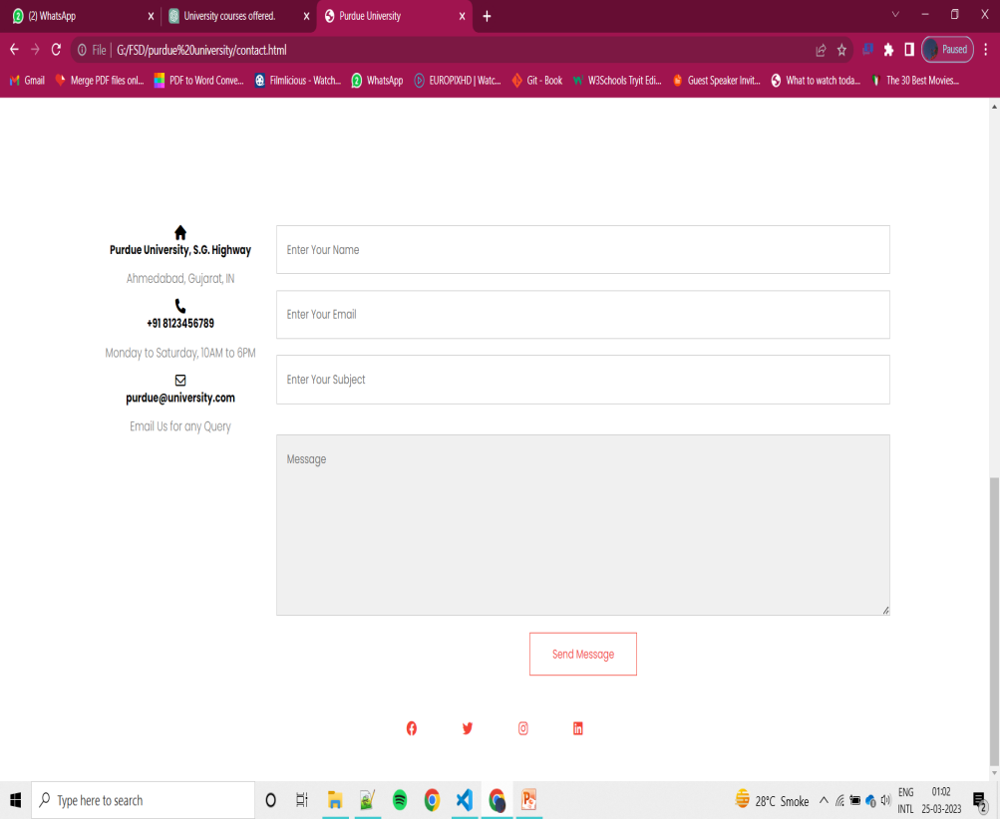 (2) WhatsApp
University courses offered.
Purdue University
File
G:/FSD/purdue%20university/contact.html
Paused
Gmail
Merge PDF files onl...
PDF to Word Conve...
Filmlicious - Watch...
WhatsApp
EUROPIXHD | Watc...
Git - Book
W3Schools Tryit Edi...
Guest Speaker Invit...
What to watch toda...
The 30 Best Movies...
Purdue University, S.G. Highway
Ahmedabad, Gujarat, IN
+91 8123456789
Monday to Saturday, 10AM to 6PM
purdue@university.com
Email Us for any Query
Enter Your Name
Enter Your Email
Enter Your Subject
Message
Send Message
Type here to search
28°C Smoke
ENG
INTL
01:02
25-03-2023
2